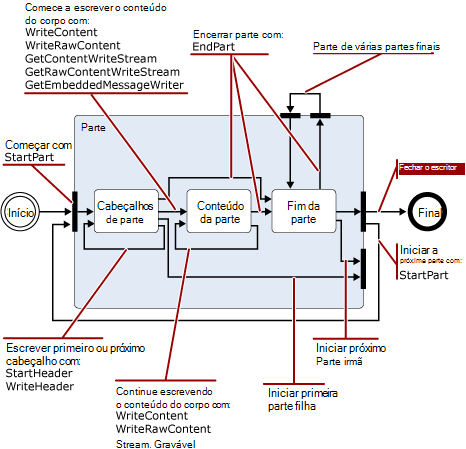 Comece a escrever o conteúdo
do corpo com:
WriteContent
WriteRawContent
GetContentWriteStream
GetRawContentWriteStream
GetEmbeddedMessageWriter
Encerrar parte com:
EndPart
Parte de várias partes finais
Parte
Começar com
StartPart
Fechar o escritor
Início
Cabeçalhos
de parte
Conteúdo
da parte
Fim da
parte
Final
Iniciar a
próxima parte com:
StartPart
Escrever primeiro ou próximo
cabeçalho com:
StartHeader
WriteHeader
Iniciar próximo
Parte irmã
Continue escrevendo
o conteúdo do corpo com:
WriteContent
WriteRawContent
Stream. Gravável
Iniciar primeira
parte filha